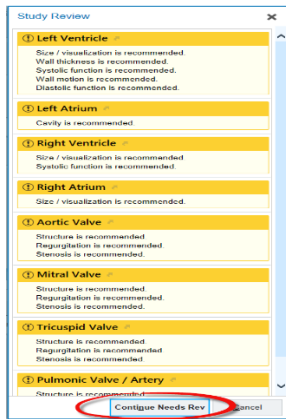 Study Review
Left Ventricle
Size / visualization is recommended.
Wall thickness is recommended.
Systolic function is recommended.
Wall motion is recommended.
Diastolic function is recommended.
Left Atrium
Cavity is recommended.
Right Ventricle
Size / visualization is recommended
Systolic function is recommended.
Right Atrium
Size / visualization is recommended.
Aortic Valve
Structure is recommended.
Regurgitation is recommended.
Stenosis is recommended.
Mitral Valve
Structure is recommended.
Regurgitation is recommended.
Stenosis is recommended.
Tricuspid Valve
Structure is recommended.
Regurgitation is recommended.
Stenosis is recommended.
Pulmonic Valve / Artery
Structure is recommended.
Continue Needs Rev Cancel